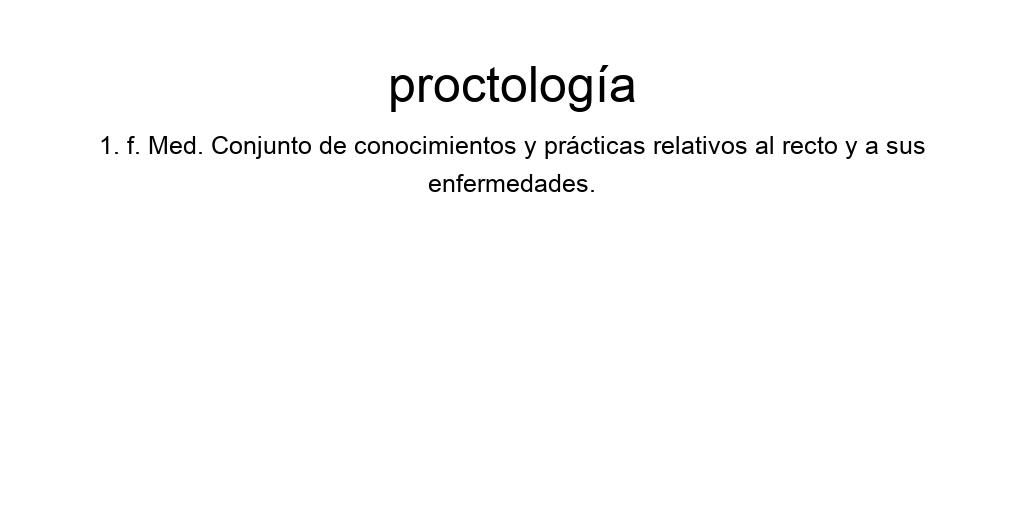 proctología
1. f. Med. Conjunto de conocimientos y prácticas relativos al recto y a sus
enfermedades.